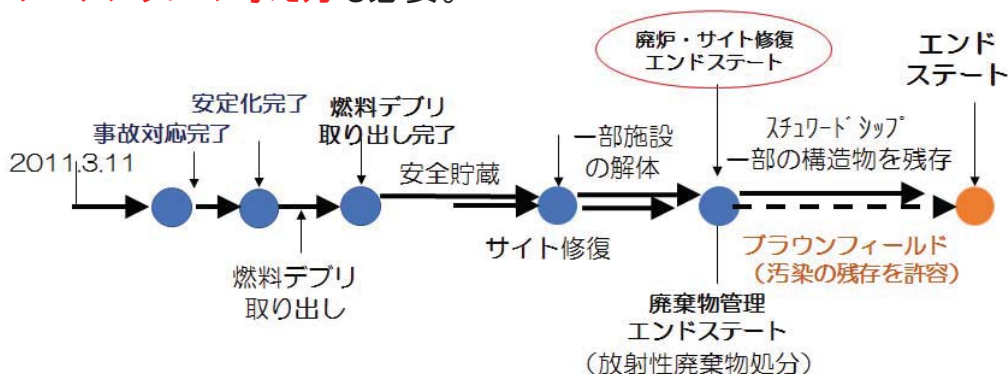 も必要。
2011.3.11
事故対応完了
安定化完了
燃料デブリ
取り出し完了
燃料デブリ
取り出し
安全貯蔵
サイト修復
一部施設
の解体
廃炉・サイト修復
エンドステート
廃棄物管理
エンドステート
(放射性廃棄物処分)
スチュワードシップ
一部の構造物を残存
ブラウンフィールド
(汚染の残存を許容)
エンド
ステート